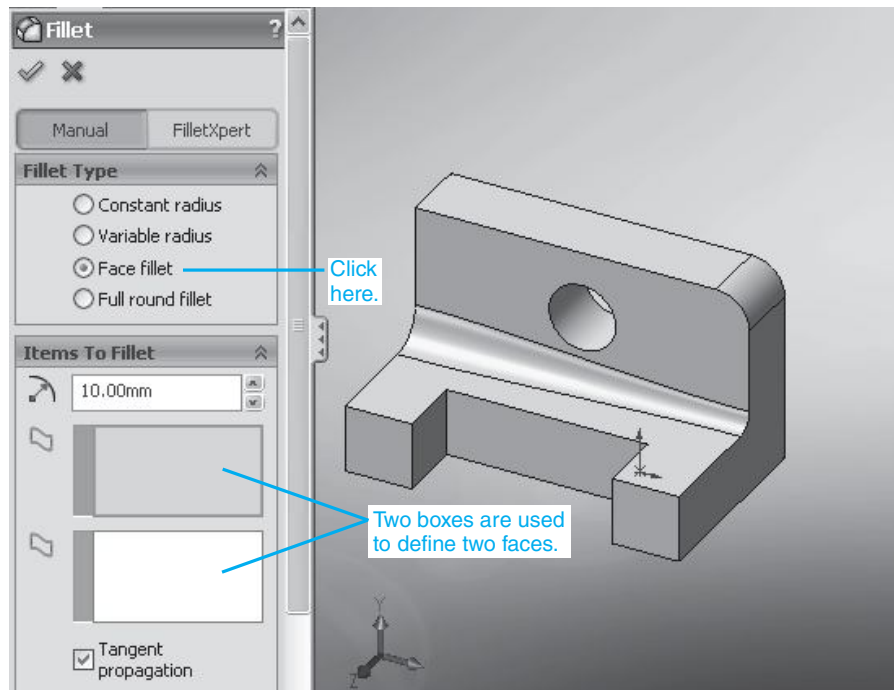 Fillet ?
Manual FilletXpert
Fillet Type
Constant radius
Variable radius
Face fillet
Full round fillet
Click
here.
Items To Fillet
10.00mm
Two boxes are used
to define two faces.
Tangent
propagation
Y
Z